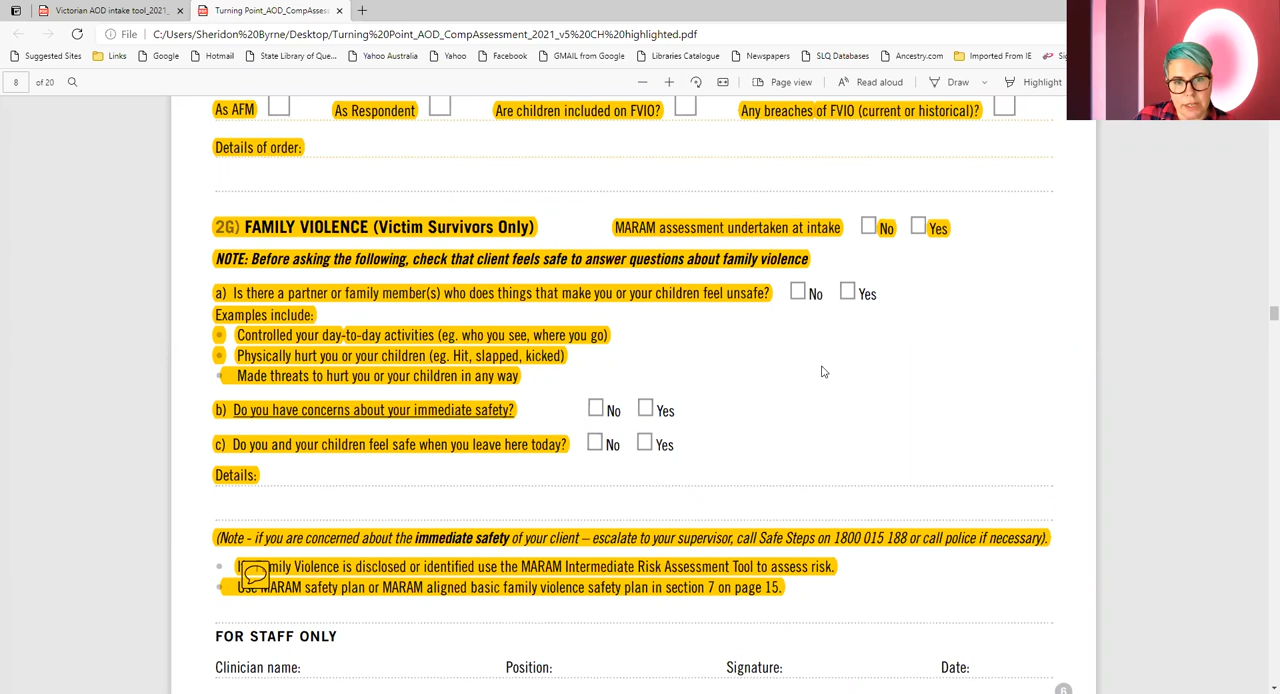 Victorian AOD intake tool_2021_
Turning Point_AOD_CompAssess
File C:/Users/Sheridon%20Byrne/Desktop/Turning%20Point_AOD_CompAssessment_2021_v5%20CH%20highlighted.pdf
Suggested Sites Links Google Hotmail State Library of Que... Yahoo Australia Yahoo Facebook GMAIL from Google Libraries Catalogue Newspapers SLQ Databases Ancestry.com Imported From IE
8 of 20 Page view Read aloud Draw Highlight
As AFM As Respondent Are children included on FVIO? Any breaches of FVIO (current or historical)?
Details of order:
2G) FAMILY VIOLENCE (Victim Survivors Only) MARAM assessment undertaken at intake No Yes
NOTE: Before asking the following, check that client feels safe to answer questions about family violence
a) Is there a partner or family member(s) who does things that make you or your children feel unsafe? No Yes
Examples include:
• Controlled your day-to-day activities (eg. who you see, where you go)
• Physically hurt you or your children (eg. Hit, slapped, kicked)
• Made threats to hurt you or your children in any way
b) Do you have concerns about your immediate safety? No Yes
c) Do you and your children feel safe when you leave here today? No Yes
Details:
(Note - if you are concerned about the immediate safety of your client – escalate to your supervisor, call Safe Steps on 1800 015 188 or call police if necessary).
• mily Violence is disclosed or identified use the MARAM Intermediate Risk Assessment Tool to assess risk.
• Use MARAM safety plan or MARAM aligned basic family violence safety plan in section 7 on page 15.
FOR STAFF ONLY
Clinician name: Position: Signature: Date:
6